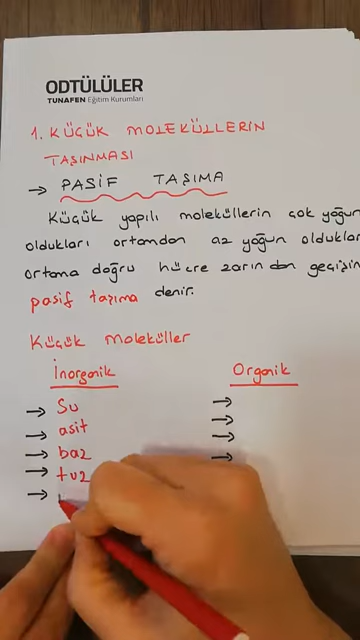 ODTÜLÜLER
TUNAFEN Eğitim Kurumları
1. KÜÇÜK MOLEKÜLLERİN
TAŞINMASI
→ PASİF TAŞIMA
Küçük yapılı moleküllerin çok yoğun
oldukları ortamdan az yoğun oldukları
ortama doğru hücre zarından geçişin
pasif taşıma denir.
Küçük Moleküller
İnorganik Organik
→ Su →
→ asit →
→ baz →
→ tuz →
→